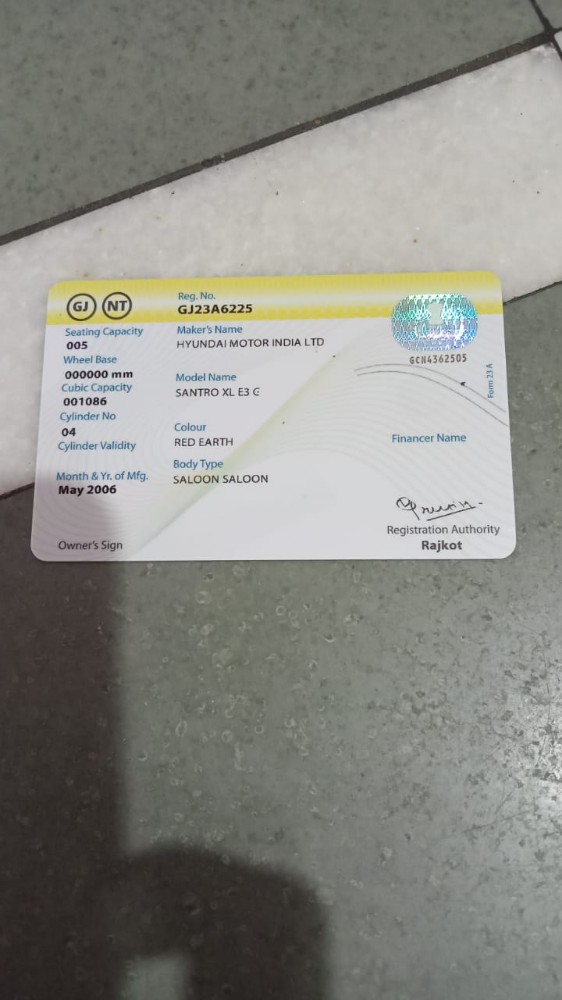 GJ NT
Reg. No.
GJ23A6225
Seating Capacity
005
Wheel Base
000000 mm
Cubic Capacity
001086
Cylinder No
04
Cylinder Validity
Month & Yr. of Mfg.
May 2006
Owner's Sign
Maker's Name
HYUNDAI MOTOR INDIA LTD
Model Name
SANTRO XL E3 G
Colour
RED EARTH
Body Type
SALOON SALOON
GCN4362505
Form 23 A
Financer Name
Registration Authority
Rajkot